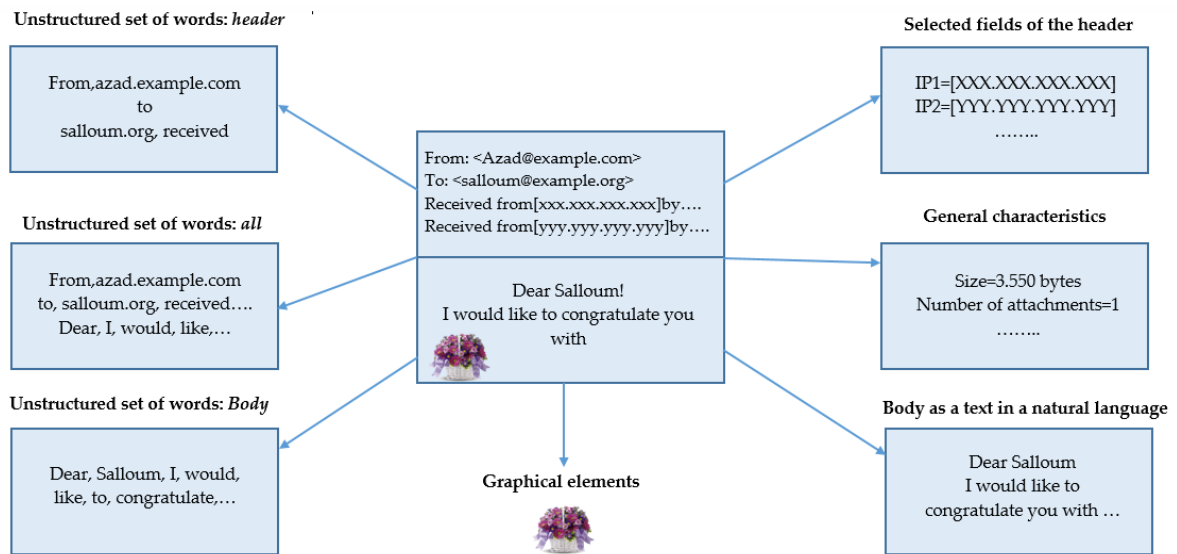 Unstructured set of words: header
From,azad.example.com
to
salloum.org, received
Unstructured set of words: all
From,azad.example.com
to, salloum.org, received….
Dear, I, would, like,…
Unstructured set of words: Body
Dear, Salloum, I, would,
like, to, congratulate,…
From: <Azad@example.com>
To: <salloum@example.org>
Received from[xxx.xxx.xxx.xxx]by….
Received from[yyy.yyy.yyy.yyy]by….
Dear Salloum!
I would like to congratulate you
with
Graphical elements
Selected fields of the header
IP1=[XXX.XXX.XXX.XXX]
IP2=[YYY.YYY.YYY.YYY]
……..
General characteristics
Size=3.550 bytes
Number of attachments=1
……..
Body as a text in a natural language
Dear Salloum
I would like to
congratulate you with …